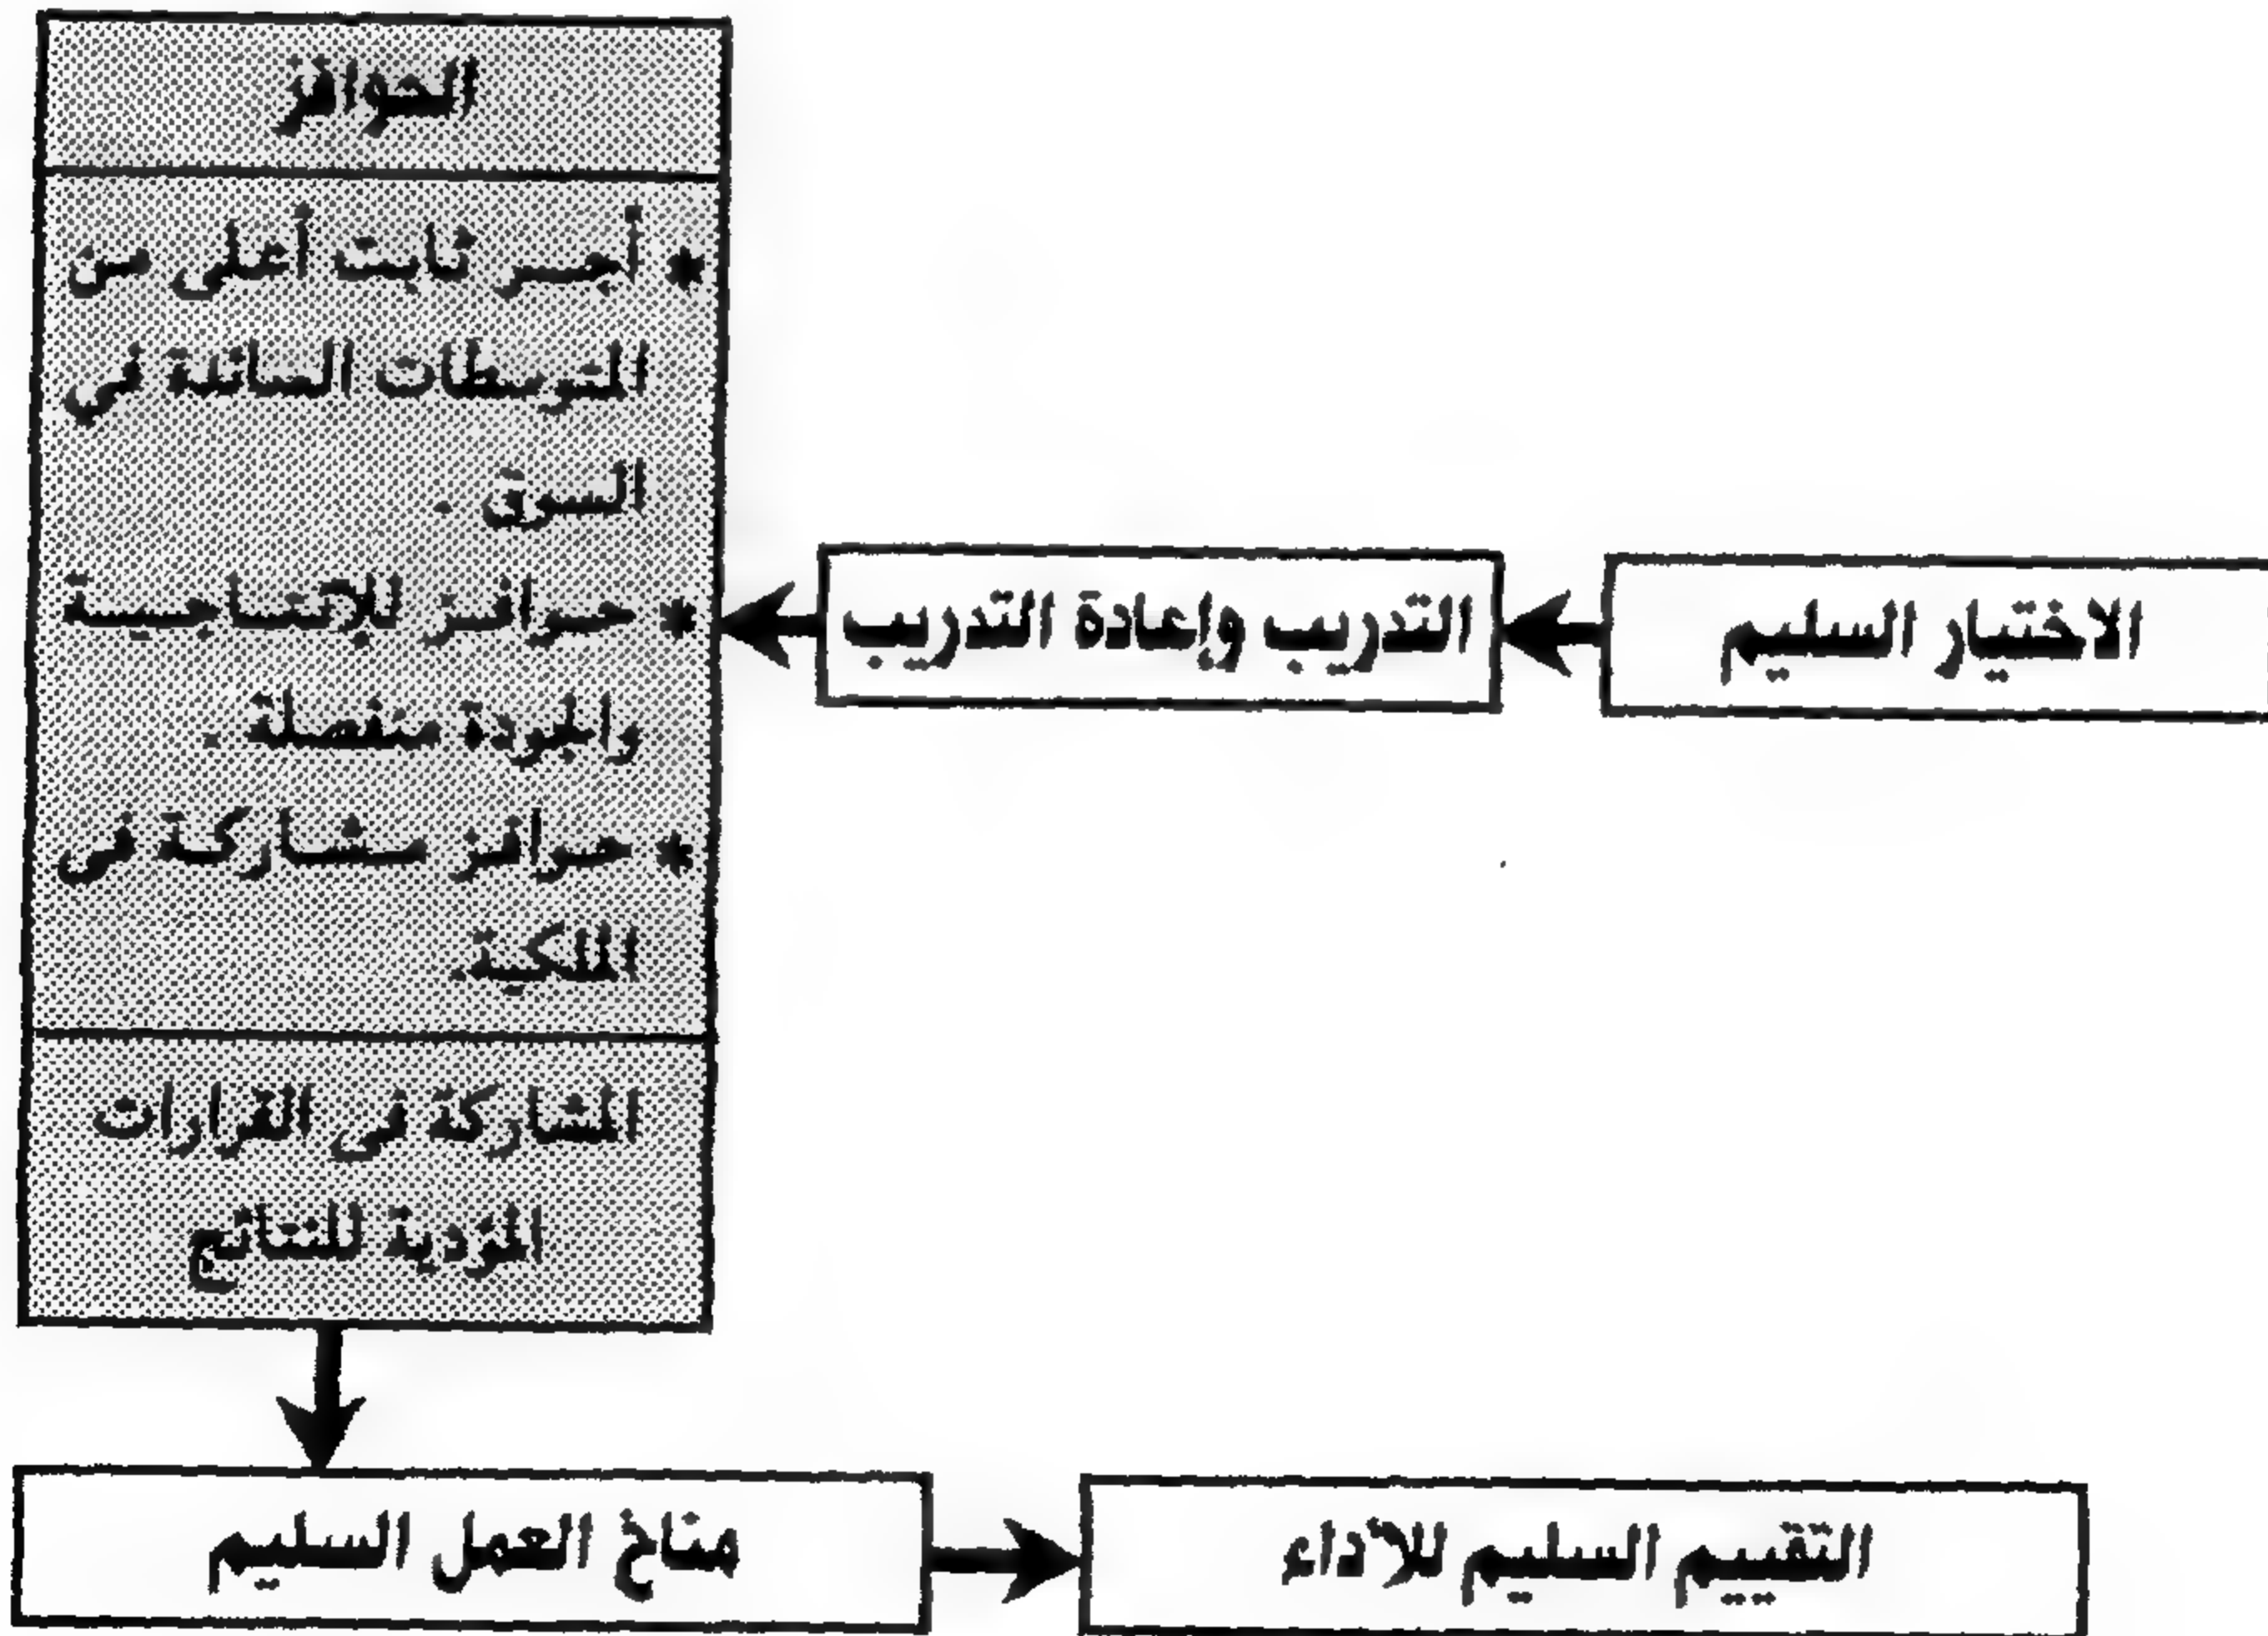 الاختيار السليم
التدريب وإعادة التدريب
الحوافز
* أجر ثابت أعلى من
المتوسطات السائدة في
السوق .
* حوافز للإنتاجية
والجودة منفصلة .
* حوافز مشاركة في
الملكية.
المشاركة في القرارات
المؤدية للنتائج
مناخ العمل السليم
التقييم السليم للأداء